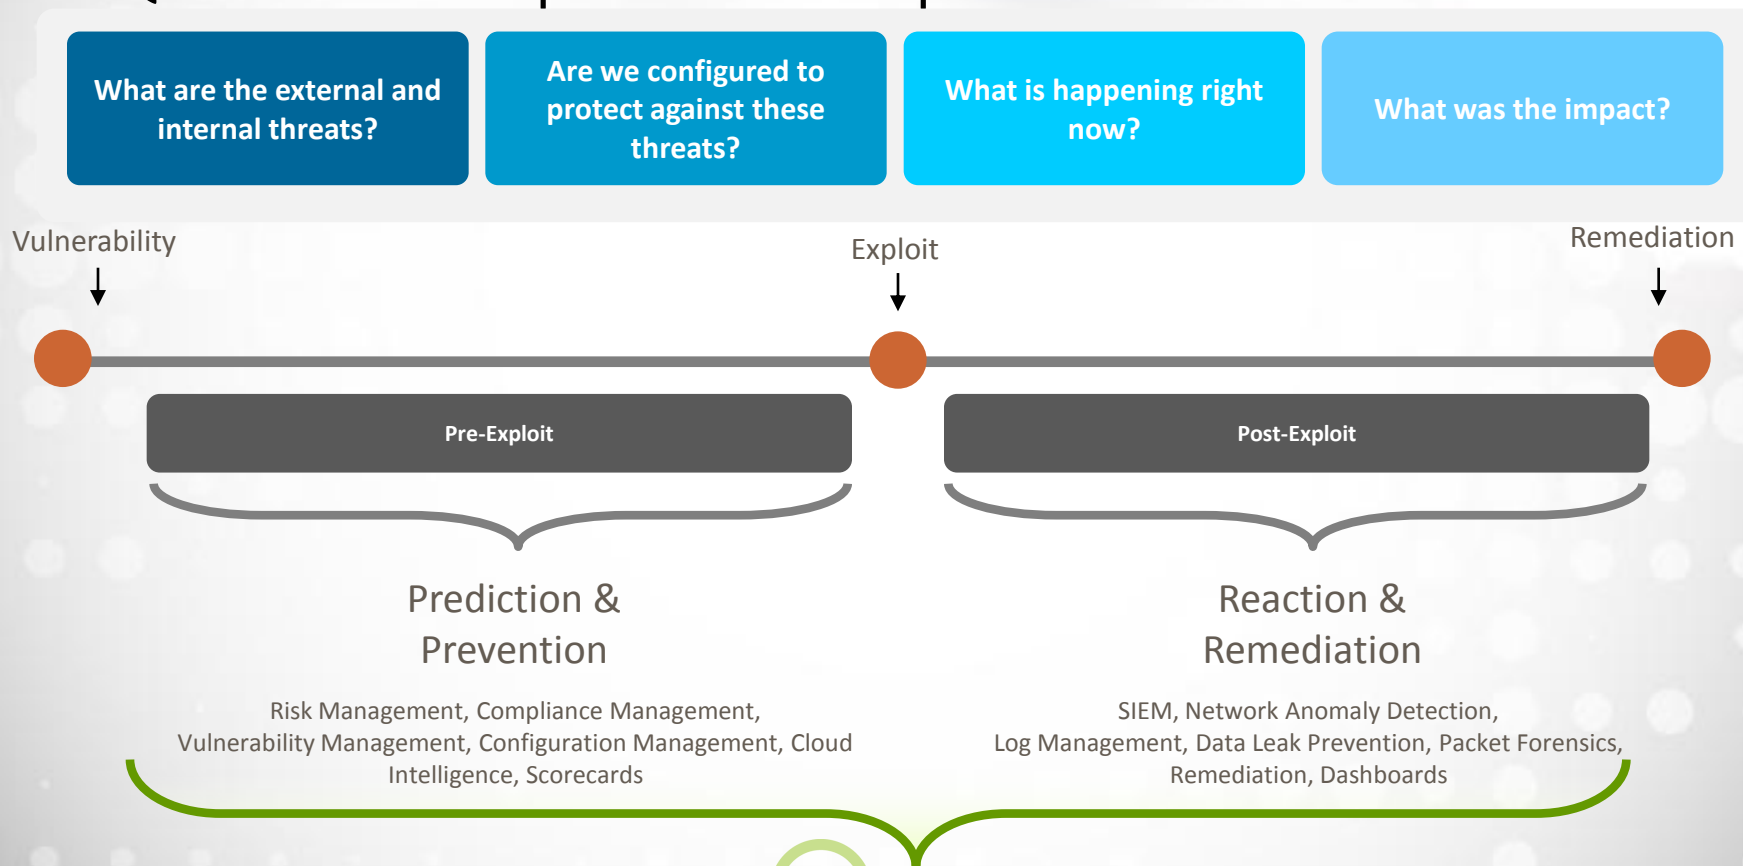 What are the external and
internal threats?
Are we configured to
protect against these
threats?
What is happening right
now?
What was the impact?
Vulnerability
Exploit
Remediation
Pre-Exploit
Post-Exploit
Prediction &
Prevention
Reaction &
Remediation
Risk Management, Compliance Management,
Vulnerability Management, Configuration Management, Cloud
Intelligence, Scorecards
SIEM, Network Anomaly Detection,
Log Management, Data Leak Prevention, Packet Forensics,
Remediation, Dashboards